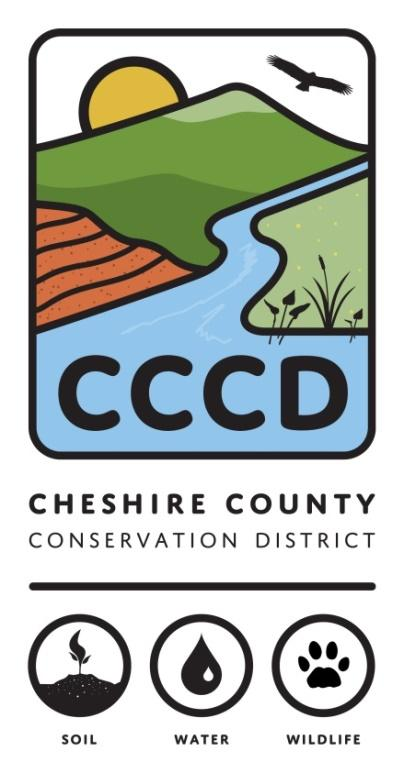 CCCD
CHESHIRE COUNTY
CONSERVATION DISTRICT
SOIL WATER WILDLIFE